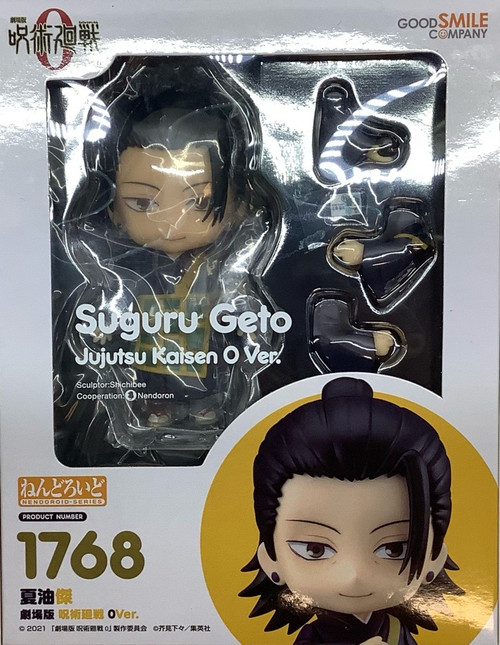 劇場版
呪術廻戦
0
GOOD SMILE
COMPANY
Suguru Geto
Jujutsu Kaisen 0 Ver.
Sculptor:Shichibee
Cooperation: Nendoron
ねんどろいど
NENDOROID-SERIES
PRODUCT NUMBER
1768
夏油傑
劇場版 呪術廻戦 0Ver.
© 2021 「劇場版 呪術廻戦 0」製作委員会 ©芥見下々／集英社